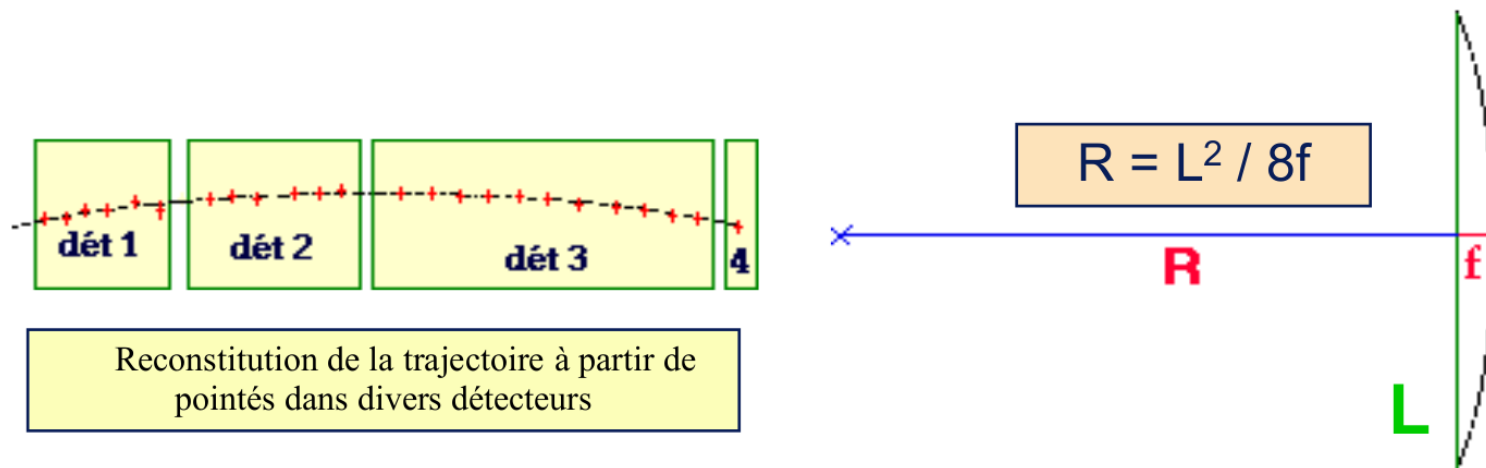 dét 1
dét 2
dét 3
4
Reconstitution de la trajectoire à partir de
pointés dans divers détecteurs
R = L² / 8f
R
f
L